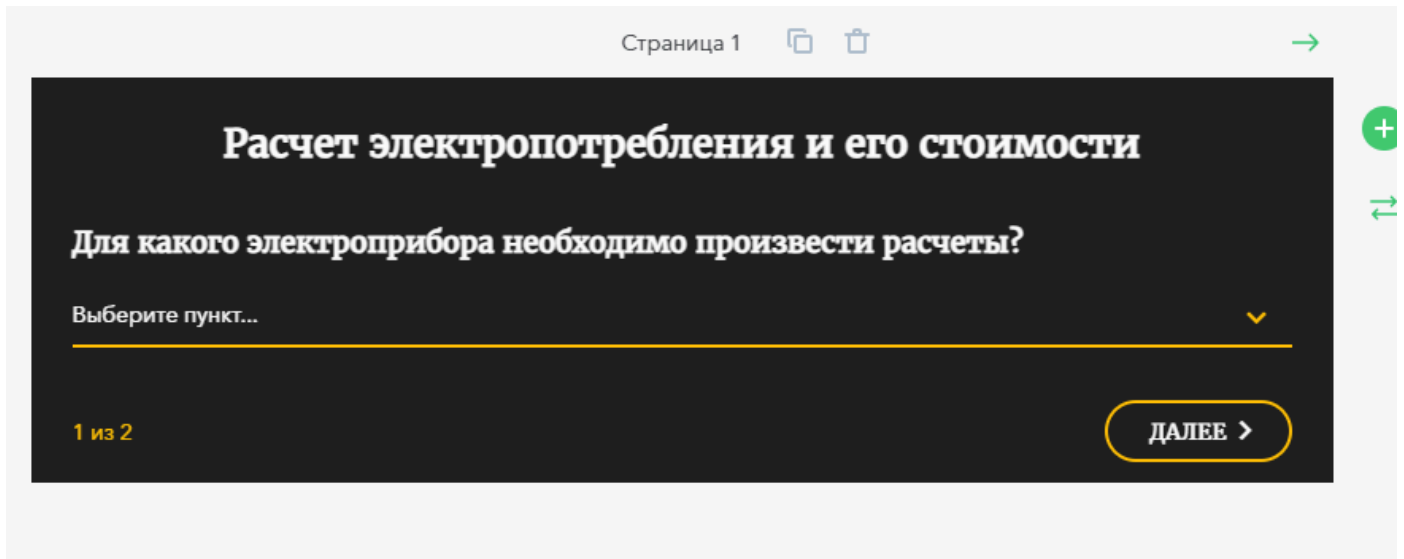 Страница 1
Расчет электропотребления и его стоимости
Для какого электроприбора необходимо произвести расчеты?
Выберите пункт...
1 из 2
ДАЛЕЕ